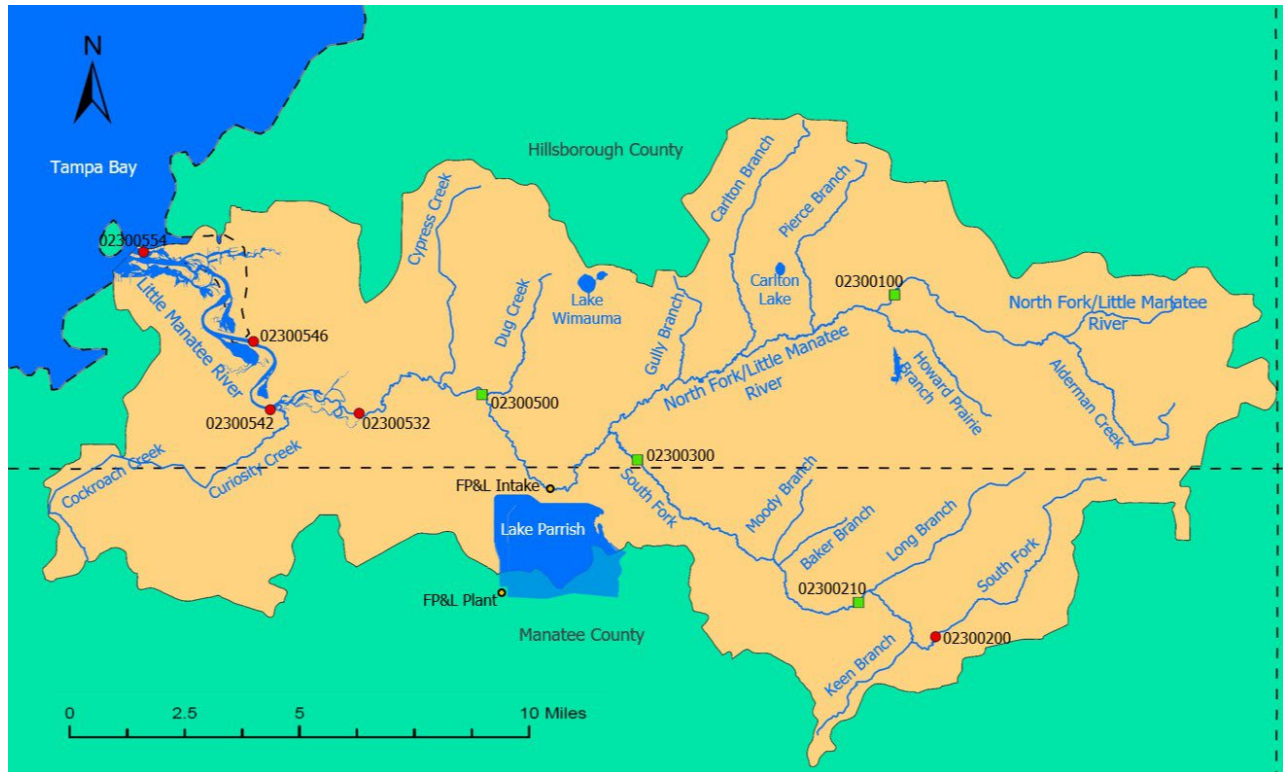 N
Tampa Bay
Hillsborough County
Carlton Branch
Pierce Branch
Cypress Creek
02300554
Little Manatee River
Lake
Wimauma
Carlton
Lake
02300100
North Fork/Little Manatee
River
Dug Creek
Gully Branch
02300546
North Fork/Little Manatee
River
Howard Prairie
Branch
Alderman Creek
02300500
02300542
02300532
Cockroach Creek
Curiosity Creek
02300300
FP&L Intake
South Fork
Moody Branch
Lake Parrish
Baker Branch
Long Branch
South Fork
02300210
FP&L Plant
Manatee County
Keen Branch
02300200
0 2.5 5 10 Miles